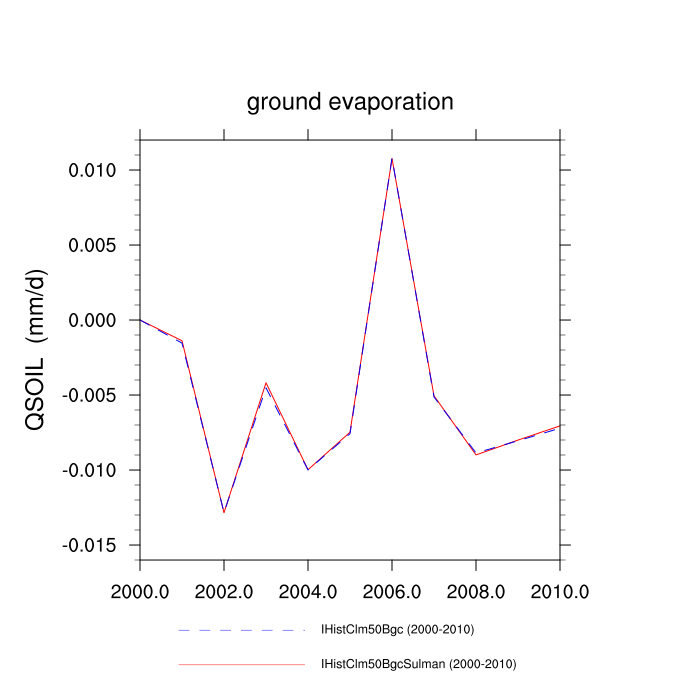 ground evaporation
QSOIL (mm/d)
0.010
0.005
0.000
-0.005
-0.010
-0.015
2000.0 2002.0 2004.0 2006.0 2008.0 2010.0
IHistClm50Bgc (2000-2010)
IHistClm50BgcSulman (2000-2010)